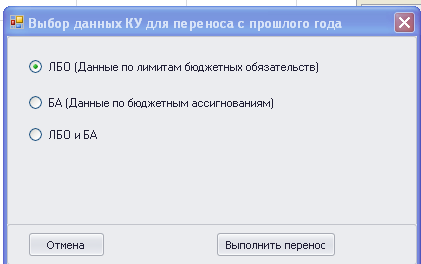 Выбор данных КУ для переноса с прошлого года
ЛБО (Данные по лимитам бюджетных обязательств)
БА (Данные по бюджетным ассигнованиям)
ЛБО и БА
Отмена
Выполнить перенос